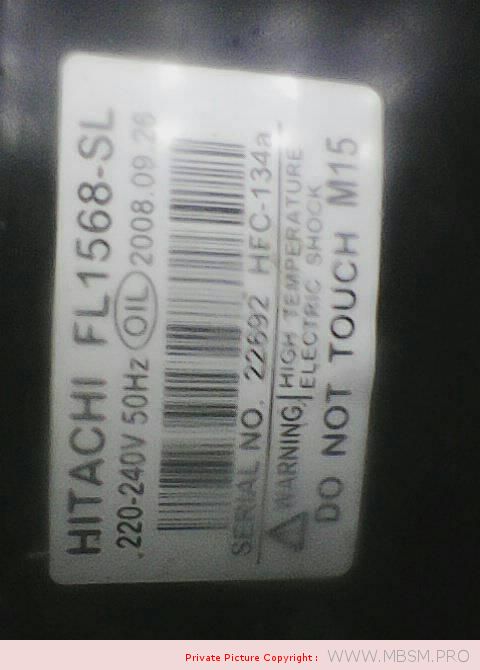 HITACHI FL1568-SL
220-240V 50Hz OIL 2008.09.26
SERIAL NO. 22692 HFC-134a
WARNING HIGH TEMPERATURE
ELECTRIC SHOCK
DO NOT TOUCH M15
Private Picture Copyright : WWW.MBSM.PRO